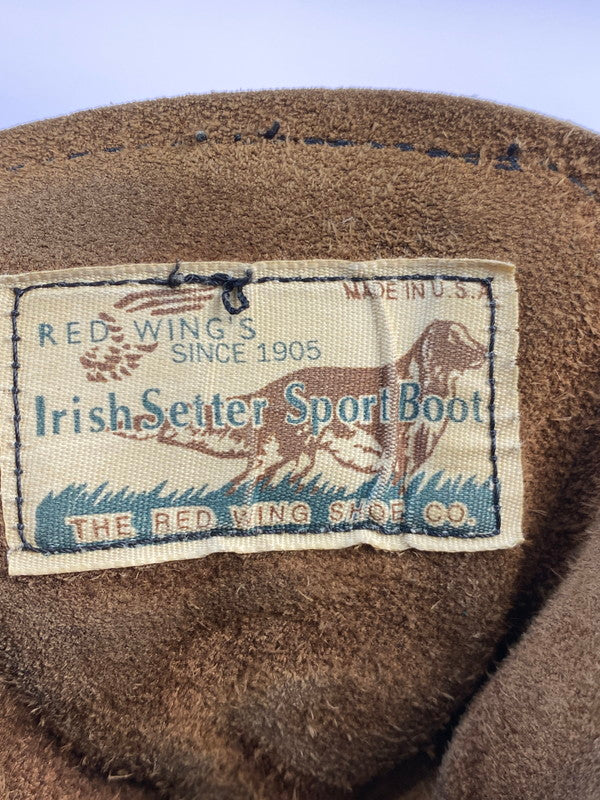 MADE IN U.S.A
RED WING'S
SINCE 1905
Irish Setter Sport Boot
THE RED WING SHOE CO.